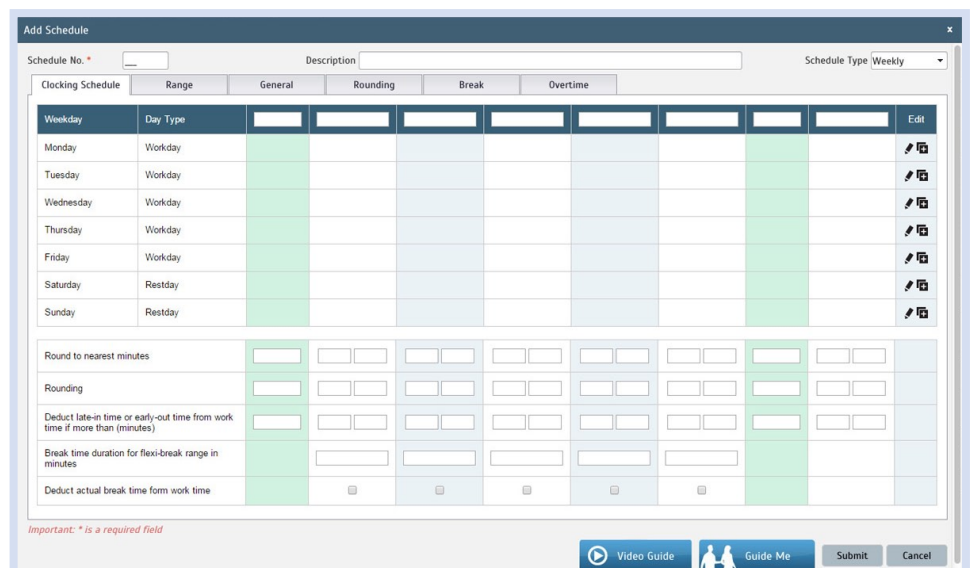 Add Schedule x
Schedule No. * __ Description Schedule Type Weekly
Clocking Schedule Range General Rounding Break Overtime
Weekday Day Type Edit
Monday Workday
Tuesday Workday
Wednesday Workday
Thursday Workday
Friday Workday
Saturday Restday
Sunday Restday
Round to nearest minutes
Rounding
Deduct late-in time or early-out time from work
time if more than (minutes)
Break time duration for flexi-break range in
minutes
Deduct actual break time form work time
Important: * is a required field
Video Guide Guide Me Submit Cancel